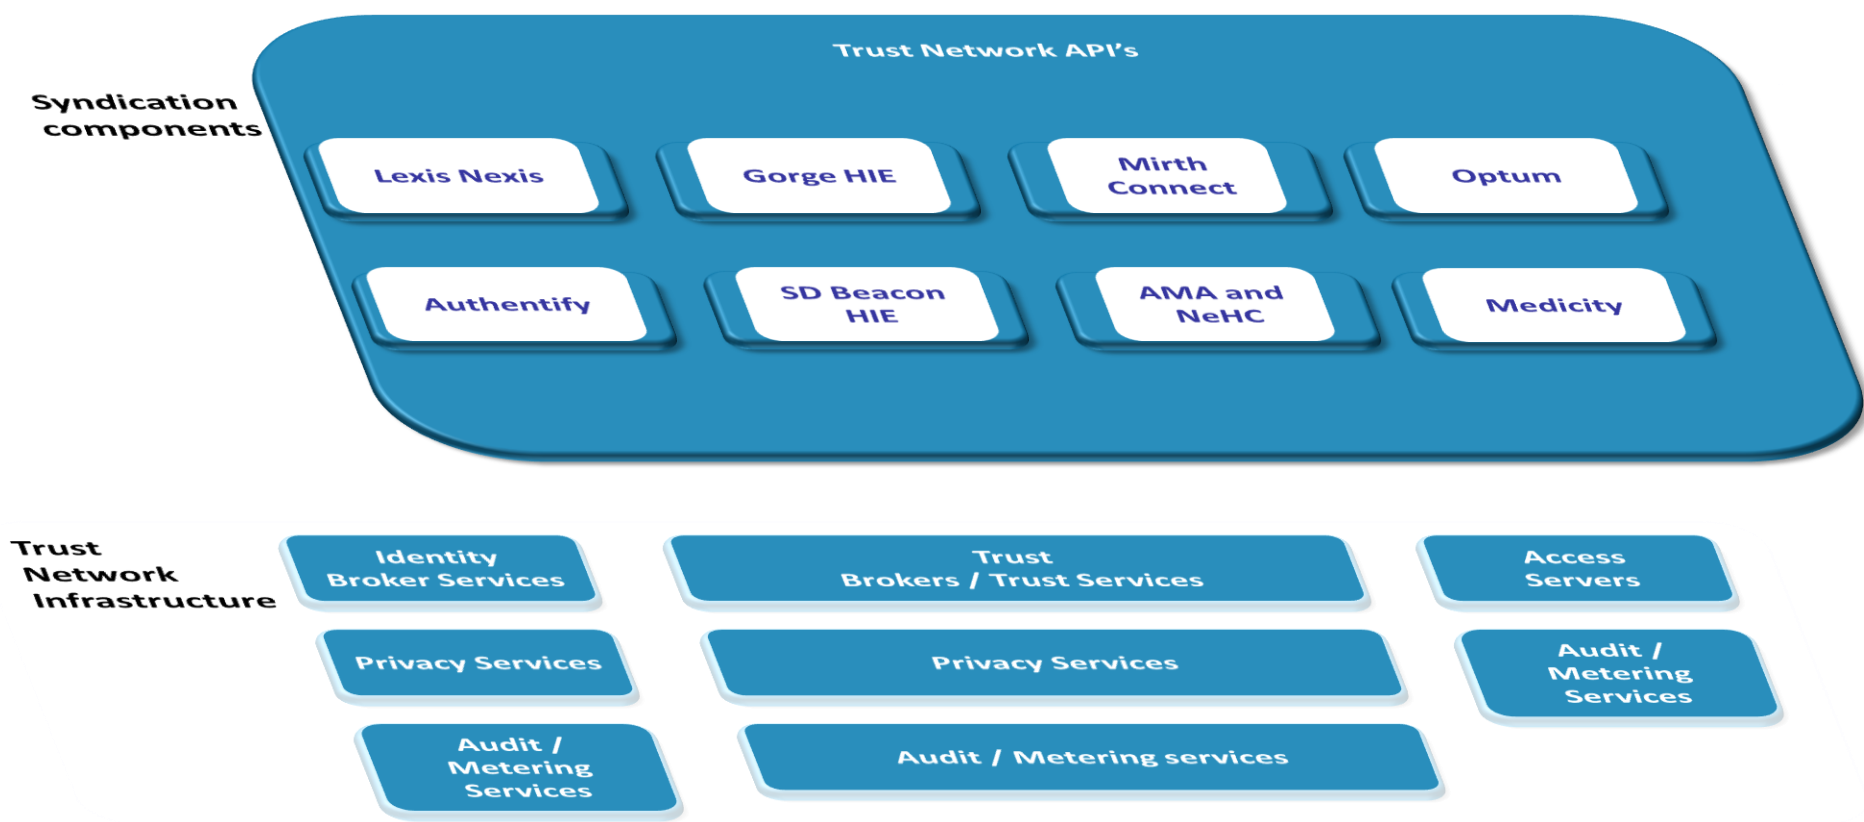 Trust Network API's
Syndication
components
Lexis Nexis
Gorge HIE
Mirth
Connect
Optum
Authentify
SD Beacon
HIE
AMA and
NeHC
Medicity
Trust
Network
Infrastructure
Identity
Broker Services
Trust
Brokers / Trust Services
Access
Servers
Privacy Services
Privacy Services
Audit /
Metering
Services
Audit /
Metering
Services
Audit / Metering services